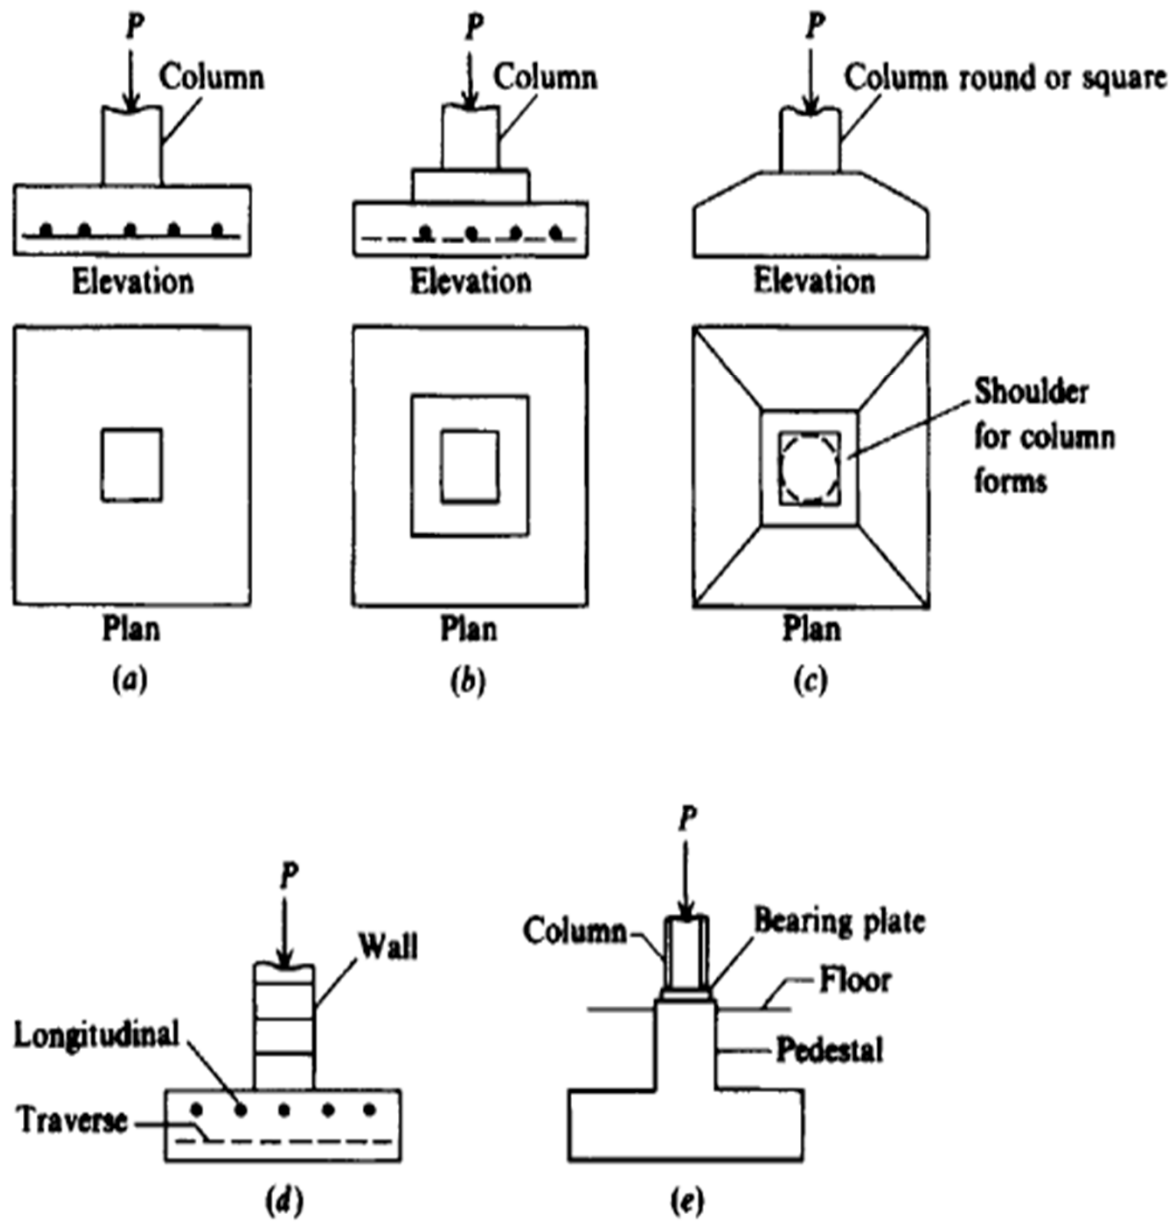 P
Column
Elevation
Plan
(a)
P
Column
Elevation
Plan
(b)
P
Column round or square
Elevation
Shoulder
for column
forms
Plan
(c)
P
Wall
Longitudinal
Traverse
(d)
P
Column
Bearing plate
Floor
Pedestal
(e)